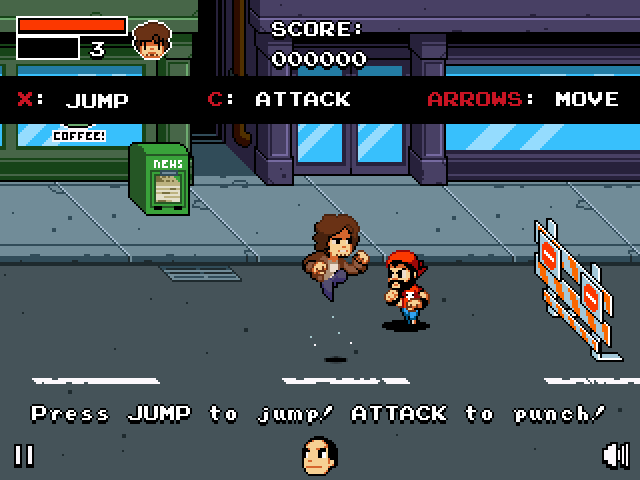 SCORE:
3
000000
X: JUMP C: ATTACK ARROWS: MOVE
COFFEE!
NEWS
Press JUMP to jump! ATTACK to punch!